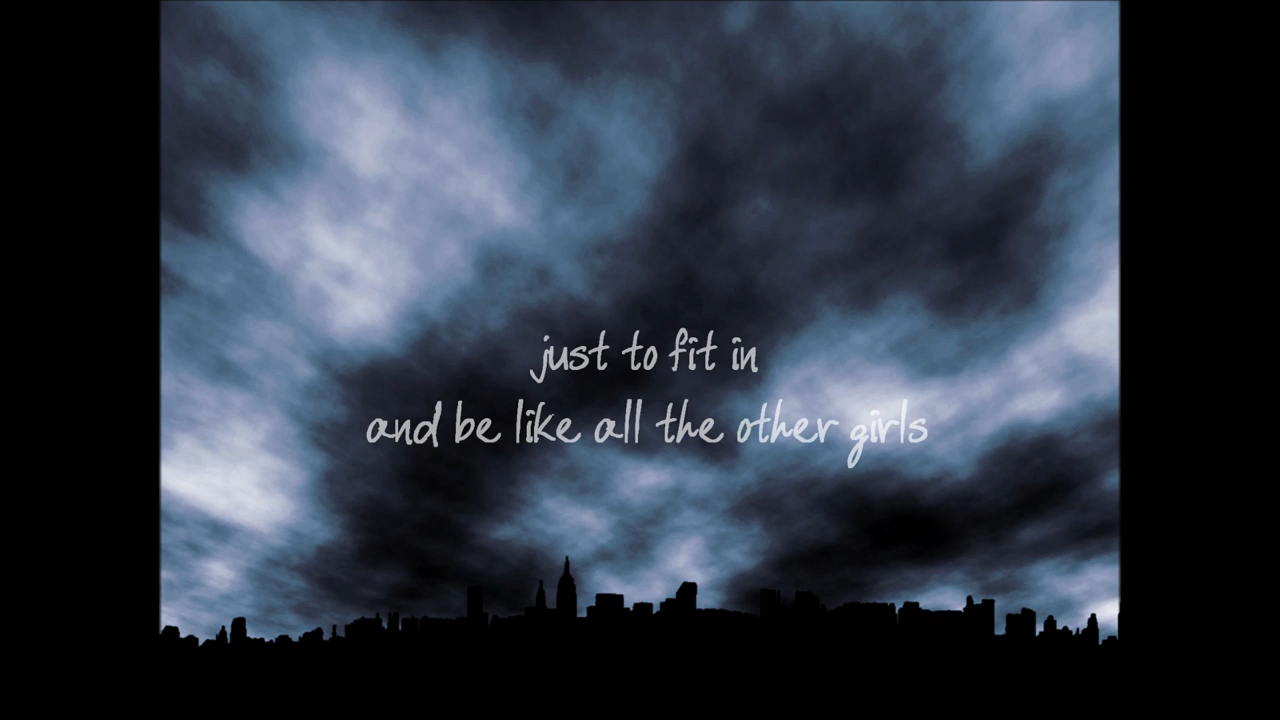 just to fit in
and be like all the other girls